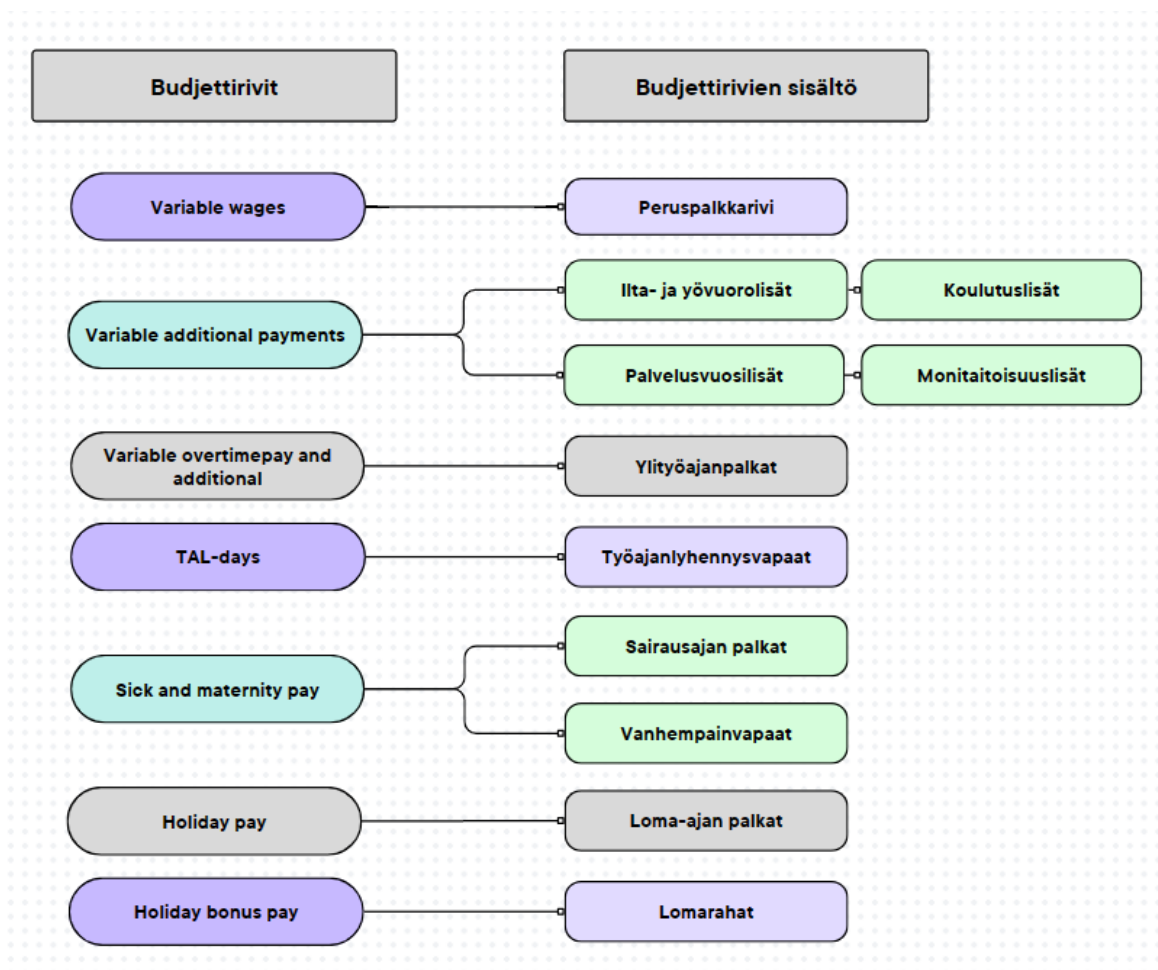 Budjettirivit
Budjettirivien sisältö
Variable wages
Peruspalkkarivi
Variable additional payments
Ilta- ja yövuorolisät
Koulutuslisät
Palvelusvuosilisät
Monitaitoisuuslisät
Variable overtimepay and
additional
Ylityöajanpalkat
TAL-days
Työajanlyhennysvapaat
Sick and maternity pay
Sairausajan palkat
Vanhempainvapaat
Holiday pay
Loma-ajan palkat
Holiday bonus pay
Lomarahat